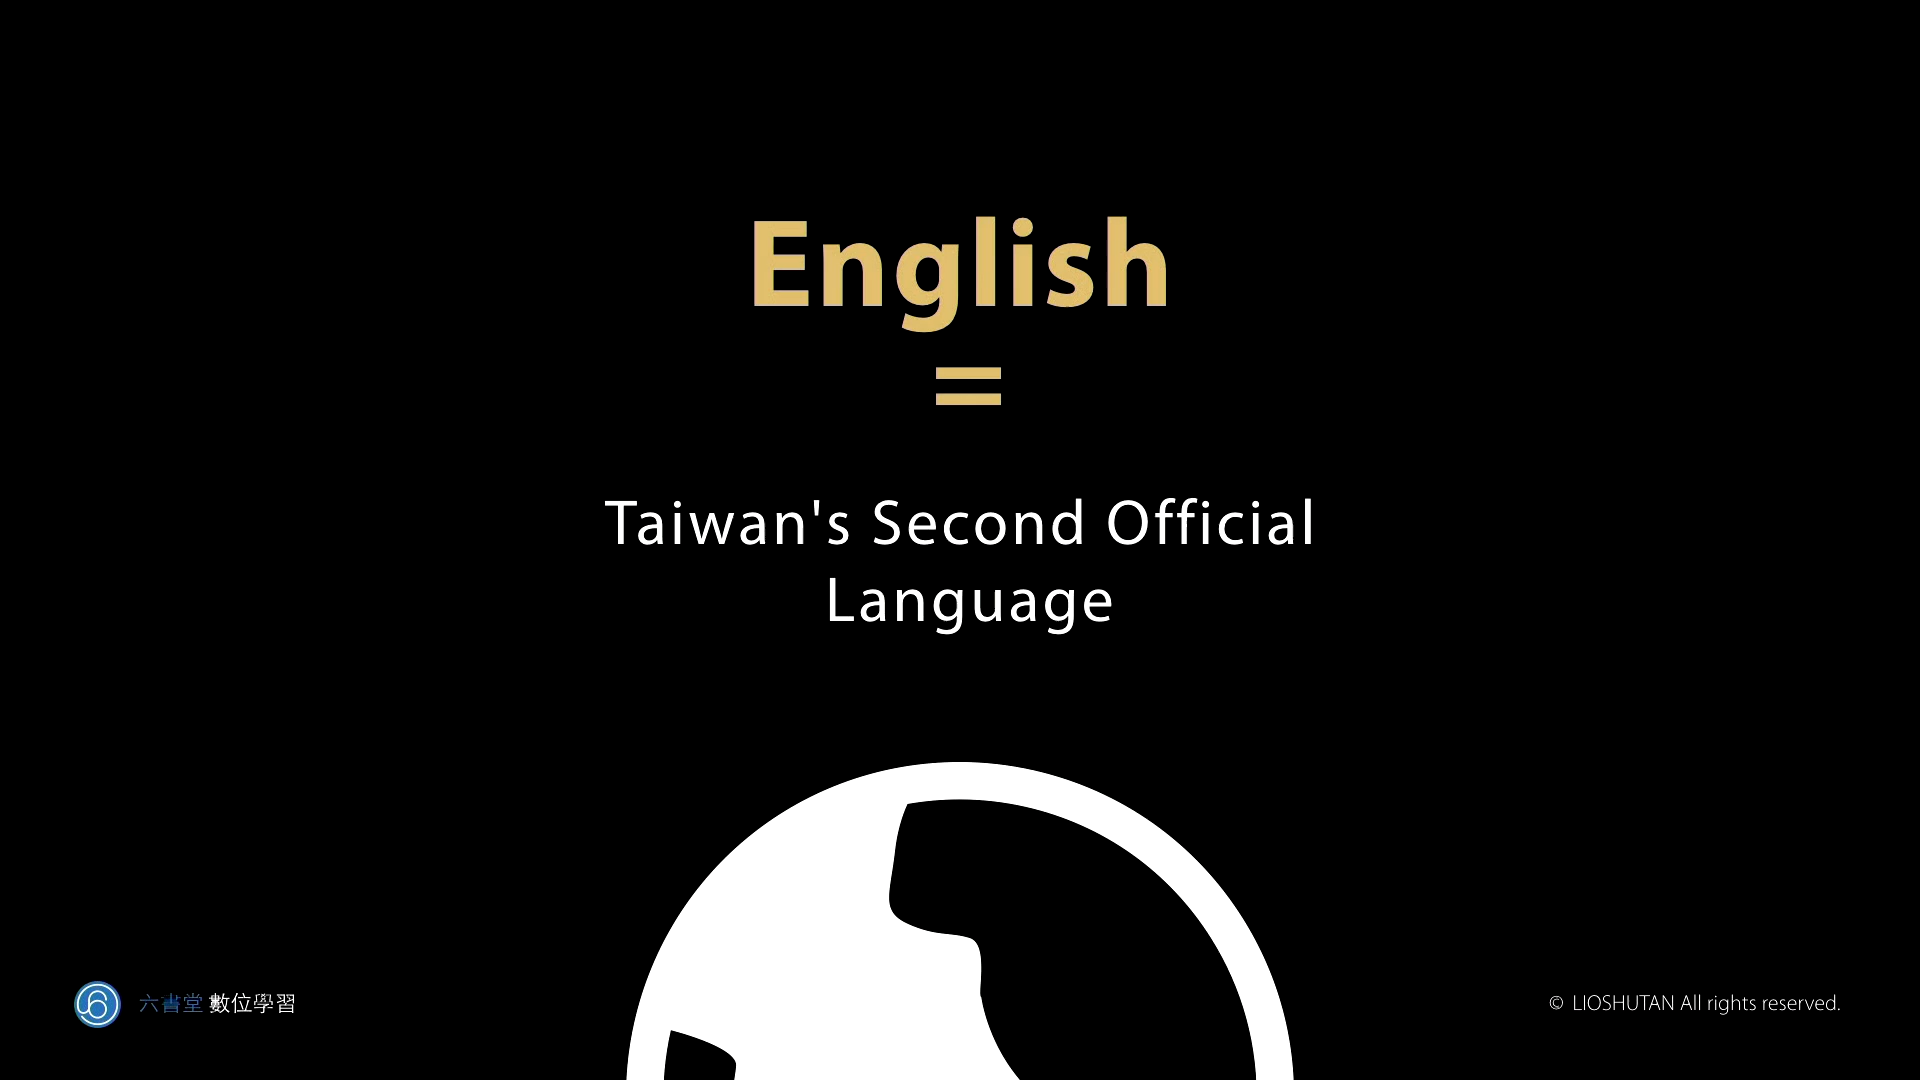 English
=
Taiwan's Second Official
Language
六書堂 數位學習
© LIOSHUTAN All rights reserved.